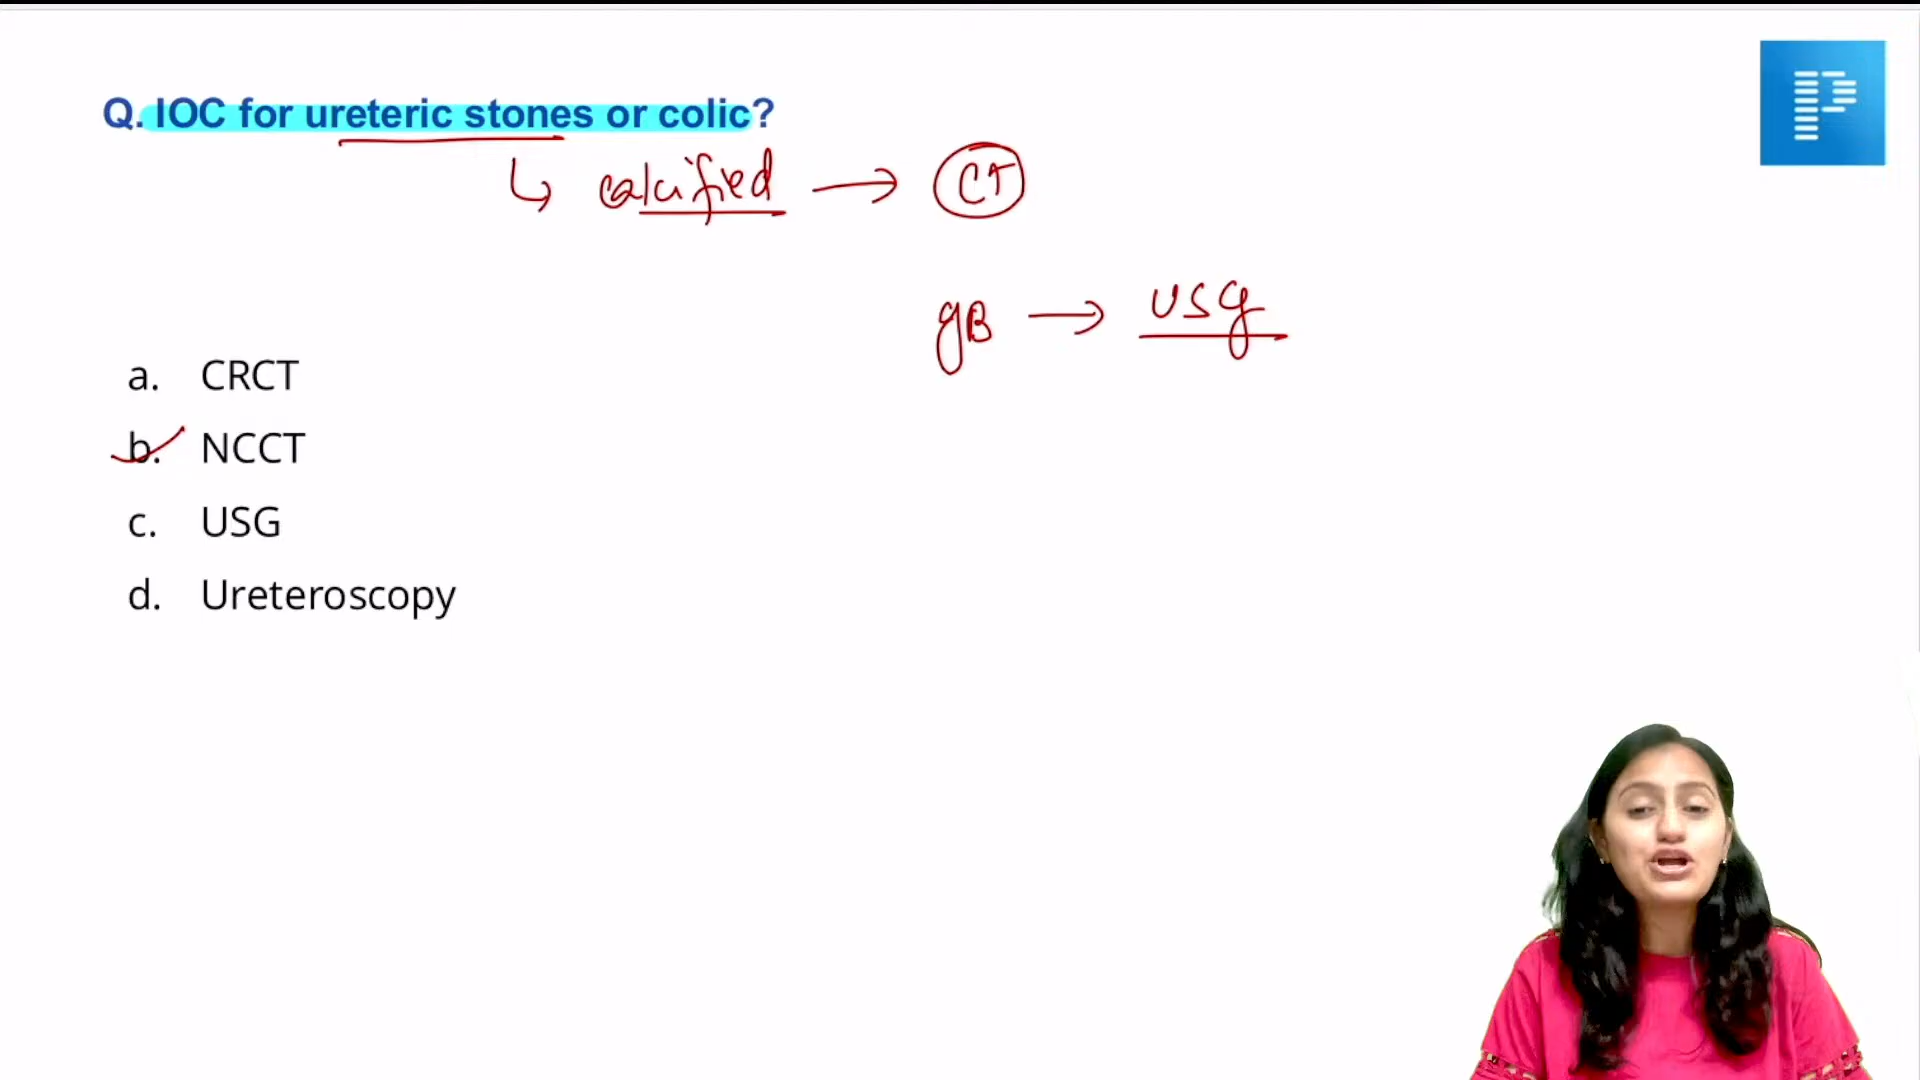 Q. IOC for ureteric stones or colic?
↳ calcified → CT
gB → USg
a. CRCT
b. NCCT
c. USG
d. Ureteroscopy